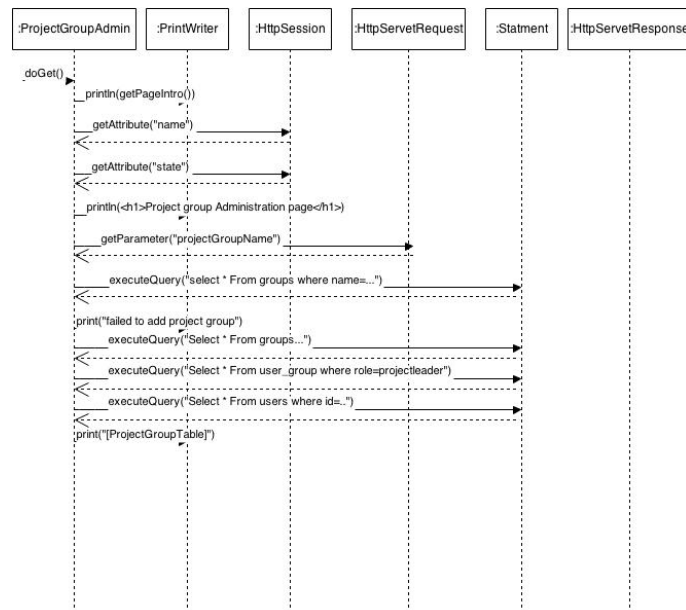 :ProjectGroupAdmin :PrintWriter :HttpSession :HttpServetRequest :Statment :HttpServetResponse
doGet()
println(getPageIntro())
getAttribute("name")
getAttribute("state")
println(<h1>Project group Administration page</h1>)
getParameter("projectGroupName")
executeQuery("select * From groups where name=...")
print("failed to add project group")
executeQuery("Select * From groups...")
executeQuery("Select * From user_group where role=projectleader")
executeQuery("Select * From users where id=..")
print("[ProjectGroupTable]")